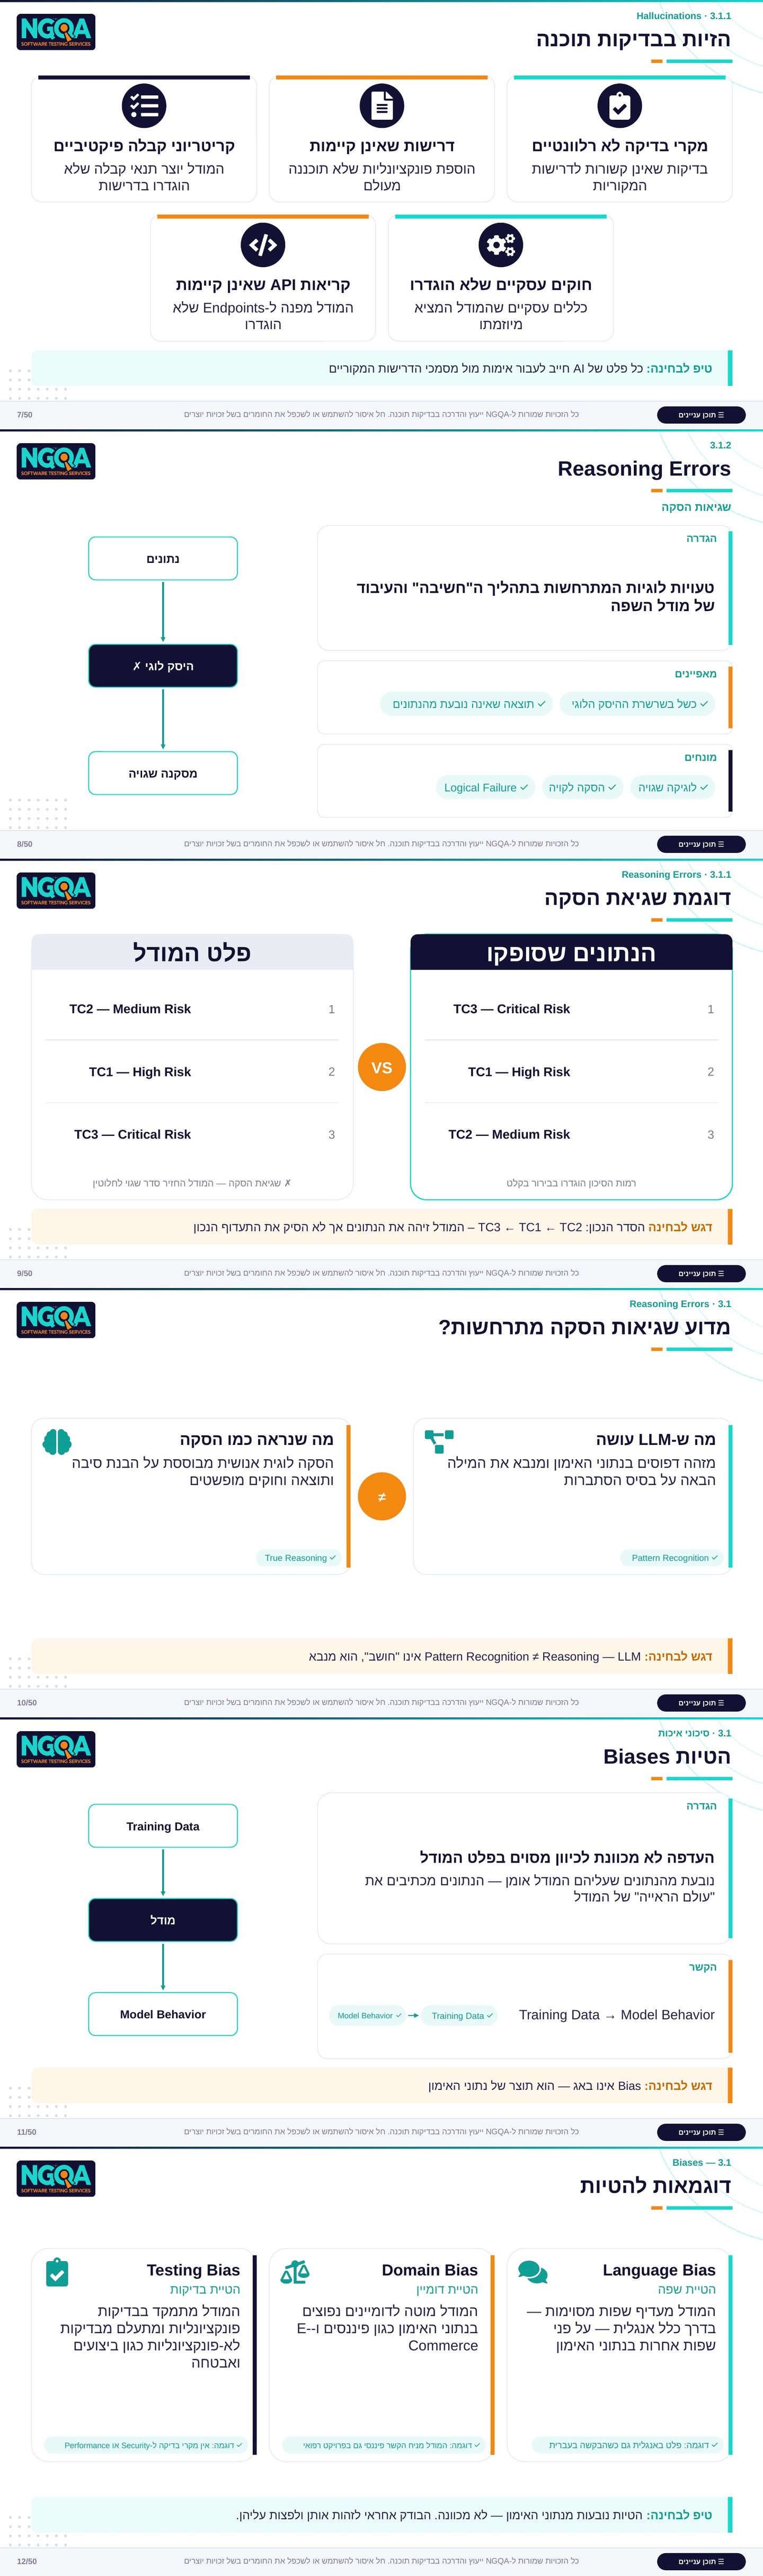 NGQA
SOFTWARE TESTING SERVICES
3.1.1 · Hallucinations
הזיות בבדיקות תוכנה
מקרי בדיקה לא רלוונטיים
בדיקות שאינן קשורות לדרישות
המקוריות
דרישות שאינן קיימות
הוספת פונקציונליות שלא תוכננה
מעולם
קריטריוני קבלה פיקטיביים
המודל יוצר תנאי קבלה שלא
הוגדרו בדרישות
חוקים עסקיים שלא הוגדרו
כללים עסקיים שהמודל המציא
מיוזמתו
קריאות API שאינן קיימות
המודל מפנה ל-Endpoints שלא
הוגדרו
טיפ לבחינה: כל פלט של AI חייב לעבור אימות מול מסמכי הדרישות המקוריים
☰ תוכן עניינים
כל הזכויות שמורות ל-NGQA ייעוץ והדרכה בבדיקות תוכנה. חל איסור להשתמש או לשכפל את החומרים בשל זכויות יוצרים
7/50
NGQA
SOFTWARE TESTING SERVICES
3.1.2
Reasoning Errors
שגיאות הסקה
הגדרה
טעויות לוגיות המתרחשות בתהליך ה"חשיבה" והעיבוד
של מודל השפה
מאפיינים
✓ כשל בשרשרת ההיסק הלוגי
✓ תוצאה שאינה נובעת מהנתונים
מונחים
✓ לוגיקה שגויה
✓ הסקה לקויה
✓ Logical Failure
נתונים
היסק לוגי ✗
מסקנה שגויה
☰ תוכן עניינים
כל הזכויות שמורות ל-NGQA ייעוץ והדרכה בבדיקות תוכנה. חל איסור להשתמש או לשכפל את החומרים בשל זכויות יוצרים
8/50
NGQA
SOFTWARE TESTING SERVICES
3.1.1 · Reasoning Errors
דוגמת שגיאת הסקה
הנתונים שסופקו
1 TC3 — Critical Risk
2 TC1 — High Risk
3 TC2 — Medium Risk
רמות הסיכון הוגדרו בבירור בקלט
VS
פלט המודל
1 TC2 — Medium Risk
2 TC1 — High Risk
3 TC3 — Critical Risk
✗ שגיאת הסקה — המודל החזיר סדר שגוי לחלוטין
דגש לבחינה הסדר הנכון: TC3 ← TC1 ← TC2 – המודל זיהה את הנתונים אך לא הסיק את התעדוף הנכון
☰ תוכן עניינים
כל הזכויות שמורות ל-NGQA ייעוץ והדרכה בבדיקות תוכנה. חל איסור להשתמש או לשכפל את החומרים בשל זכויות יוצרים
9/50
NGQA
SOFTWARE TESTING SERVICES
3.1 · Reasoning Errors
מדוע שגיאות הסקה מתרחשות?
מה ש-LLM עושה
מזהה דפוסים בנתוני האימון ומנבא את המילה
הבאה על בסיס הסתברות
✓ Pattern Recognition
≠
מה שנראה כמו הסקה
הסקה לוגית אנושית מבוססת על הבנת סיבה
ותוצאה וחוקים מופשטים
✓ True Reasoning
דגש לבחינה: Pattern Recognition ≠ Reasoning — LLM אינו "חושב", הוא מנבא
☰ תוכן עניינים
כל הזכויות שמורות ל-NGQA ייעוץ והדרכה בבדיקות תוכנה. חל איסור להשתמש או לשכפל את החומרים בשל זכויות יוצרים
10/50
NGQA
SOFTWARE TESTING SERVICES
3.1 · סיכוני איכות
הטיות Biases
הגדרה
העדפה לא מכוונת לכיוון מסוים בפלט המודל
נובעת מהנתונים שעליהם המודל אומן — הנתונים מכתיבים את
"עולם הראייה" של המודל
הקשר
Training Data → Model Behavior
✓ Training Data
✓ Model Behavior
Training Data
מודל
Model Behavior
דגש לבחינה: Bias אינו באג — הוא תוצר של נתוני האימון
☰ תוכן עניינים
כל הזכויות שמורות ל-NGQA ייעוץ והדרכה בבדיקות תוכנה. חל איסור להשתמש או לשכפל את החומרים בשל זכויות יוצרים
11/50
NGQA
SOFTWARE TESTING SERVICES
3.1 — Biases
דוגמאות להטיות
Language Bias
הטיית שפה
המודל מעדיף שפות מסוימות —
בדרך כלל אנגלית — על פני
שפות אחרות בנתוני האימון
✓ דוגמה: פלט באנגלית גם כשהבקשה בעברית
Domain Bias
הטיית דומיין
המודל מוטה לדומיינים נפוצים
בנתוני האימון כגון פיננסים ו--E
Commerce
✓ דוגמה: המודל מניח הקשר פיננסי גם בפרויקט רפואי
Testing Bias
הטיית בדיקות
המודל מתמקד בבדיקות
פונקציונליות ומתעלם מבדיקות
לא-פונקציונליות כגון ביצועים
ואבטחה
✓ דוגמה: אין מקרי בדיקה ל-Security או Performance
טיפ לבחינה: הטיות נובעות מנתוני האימון — לא מכוונה. הבודק אחראי לזהות אותן ולפצות עליהן.
☰ תוכן עניינים
כל הזכויות שמורות ל-NGQA ייעוץ והדרכה בבדיקות תוכנה. חל איסור להשתמש או לשכפל את החומרים בשל זכויות יוצרים
12/50